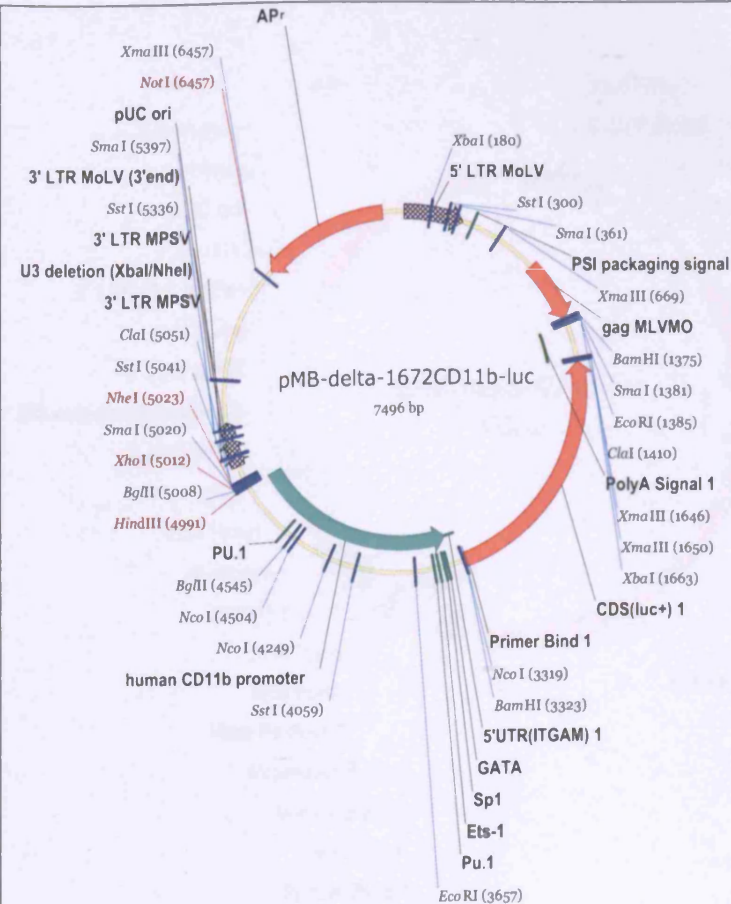 APr
XmaIII (6457)
NotI (6457)
pUC ori
SmaI (5397)
3' LTR MoLV (3'end)
SstI (5336)
3' LTR MPSV
U3 deletion (XbaI/NheI)
3' LTR MPSV
ClaI (5051)
SstI (5041)
NheI (5023)
SmaI (5020)
XhoI (5012)
BglII (5008)
HindIII (4991)
PU.1
BglII (4545)
NcoI (4504)
NcoI (4249)
human CD11b promoter
SstI (4059)
pMB-delta-1672CD11b-luc
7496 bp
XbaI (180)
5' LTR MoLV
SstI (300)
SmaI (361)
PSI packaging signal
XmaIII (669)
gag MLVMO
BamHI (1375)
SmaI (1381)
EcoRI (1385)
ClaI (1410)
PolyA Signal 1
XmaIII (1646)
XmaIII (1650)
XbaI (1663)
CDS(luc+) 1
Primer Bind 1
NcoI (3319)
BamHI (3323)
5'UTR(ITGAM) 1
GATA
Sp1
Ets-1
Pu.1
EcoRI (3657)